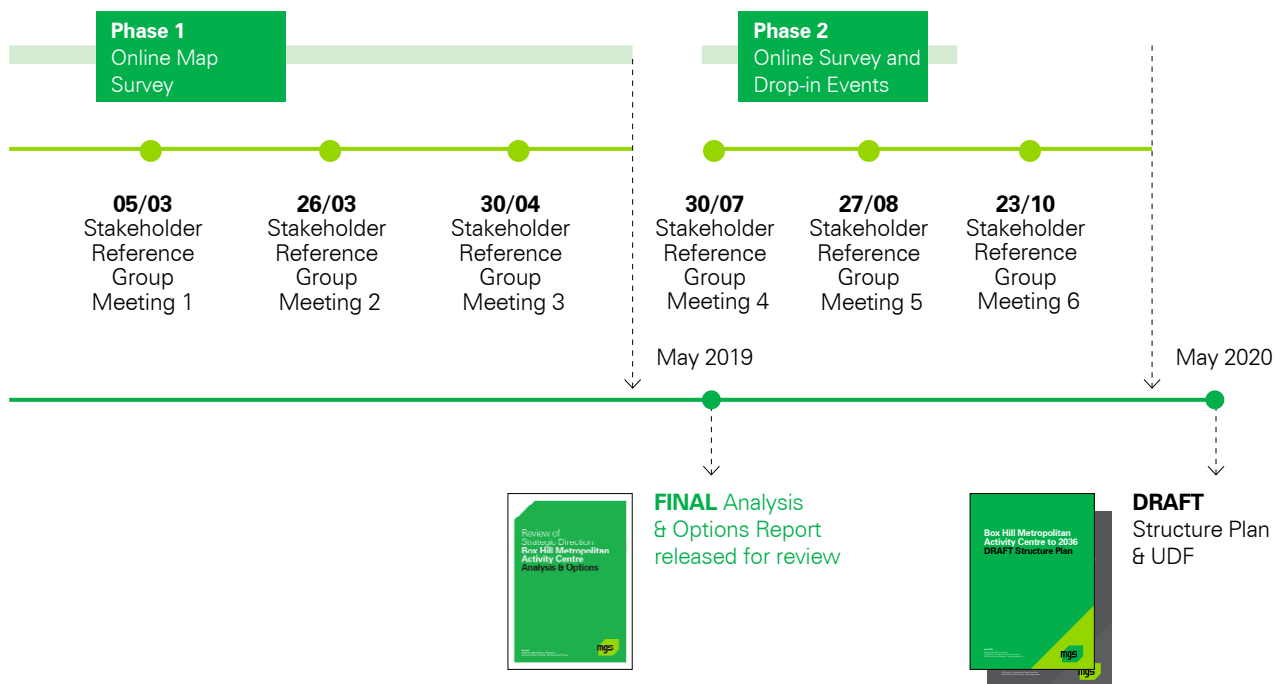 Phase 1
Online Map
Survey
Phase 2
Online Survey and
Drop-in Events
05/03
Stakeholder
Reference
Group
Meeting 1
26/03
Stakeholder
Reference
Group
Meeting 2
30/04
Stakeholder
Reference
Group
Meeting 3
30/07
Stakeholder
Reference
Group
Meeting 4
27/08
Stakeholder
Reference
Group
Meeting 5
23/10
Stakeholder
Reference
Group
Meeting 6
May 2019
May 2020
Review of
Strategic Direction
Box Hill Metropolitan
Activity Centre
Analysis & Options
mgs
FINAL Analysis
& Options Report
released for review
Box Hill Metropolitan
Activity Centre to 2036
DRAFT Structure Plan
mgs
mgs
DRAFT
Structure Plan
& UDF